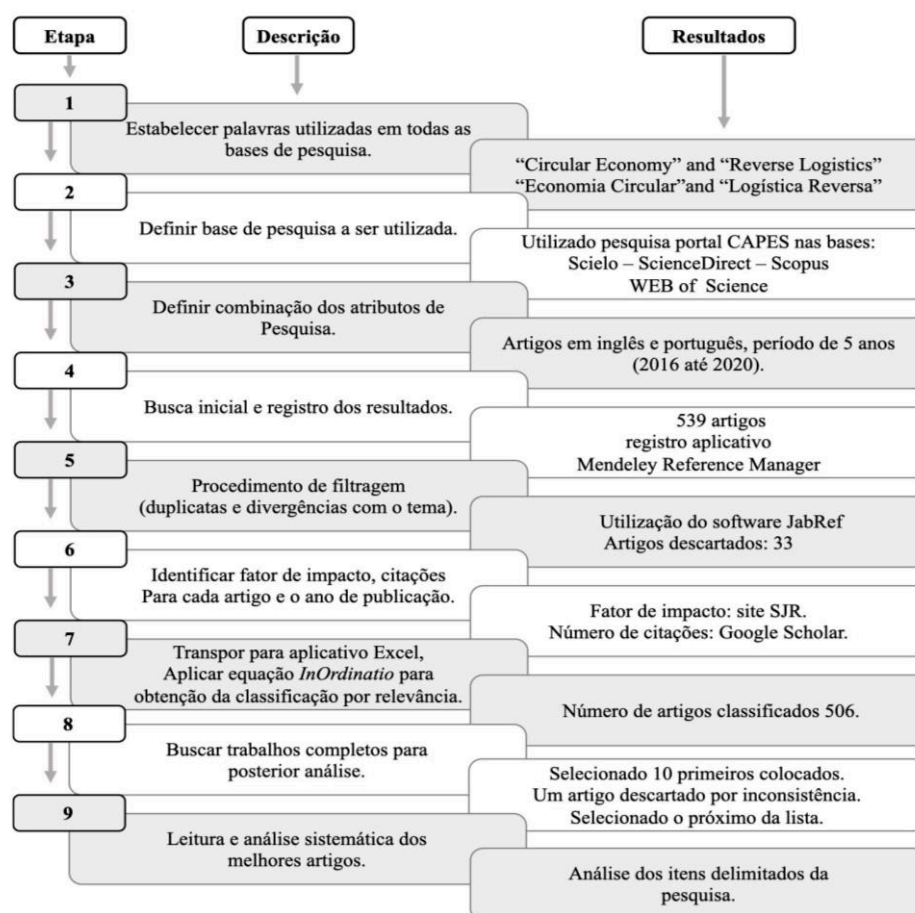 Etapa
Descrição
Resultados
1
Estabelecer palavras utilizadas em todas as
bases de pesquisa.
“Circular Economy” and “Reverse Logistics”
“Economia Circular”and “Logística Reversa”
2
Definir base de pesquisa a ser utilizada.
Utilizado pesquisa portal CAPES nas bases:
Scielo – ScienceDirect – Scopus
WEB of Science
3
Definir combinação dos atributos de
Pesquisa.
Artigos em inglês e português, período de 5 anos
(2016 até 2020).
4
Busca inicial e registro dos resultados.
539 artigos
registro aplicativo
Mendeley Reference Manager
5
Procedimento de filtragem
(duplicatas e divergências com o tema).
Utilização do software JabRef
Artigos descartados: 33
6
Identificar fator de impacto, citações
Para cada artigo e o ano de publicação.
Fator de impacto: site SJR.
Número de citações: Google Scholar.
7
Transpor para aplicativo Excel,
Aplicar equação InOrdinatio para
obtenção da classificação por relevância.
Número de artigos classificados 506.
8
Buscar trabalhos completos para
posterior análise.
Selecionado 10 primeiros colocados.
Um artigo descartado por inconsistência.
Selecionado o próximo da lista.
9
Leitura e análise sistemática dos
melhores artigos.
Análise dos itens delimitados da
pesquisa.